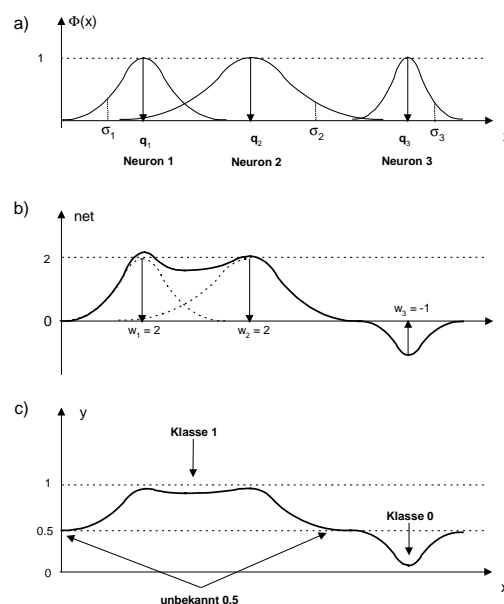 a)
Φ(x)
1
σ1
q1
q2
σ2
q3
σ3
x
Neuron 1
Neuron 2
Neuron 3
b)
net
2
0
w1 = 2
w2 = 2
w3 = -1
c)
y
Klasse 1
1
Klasse 0
0.5
0
x
unbekannt 0.5